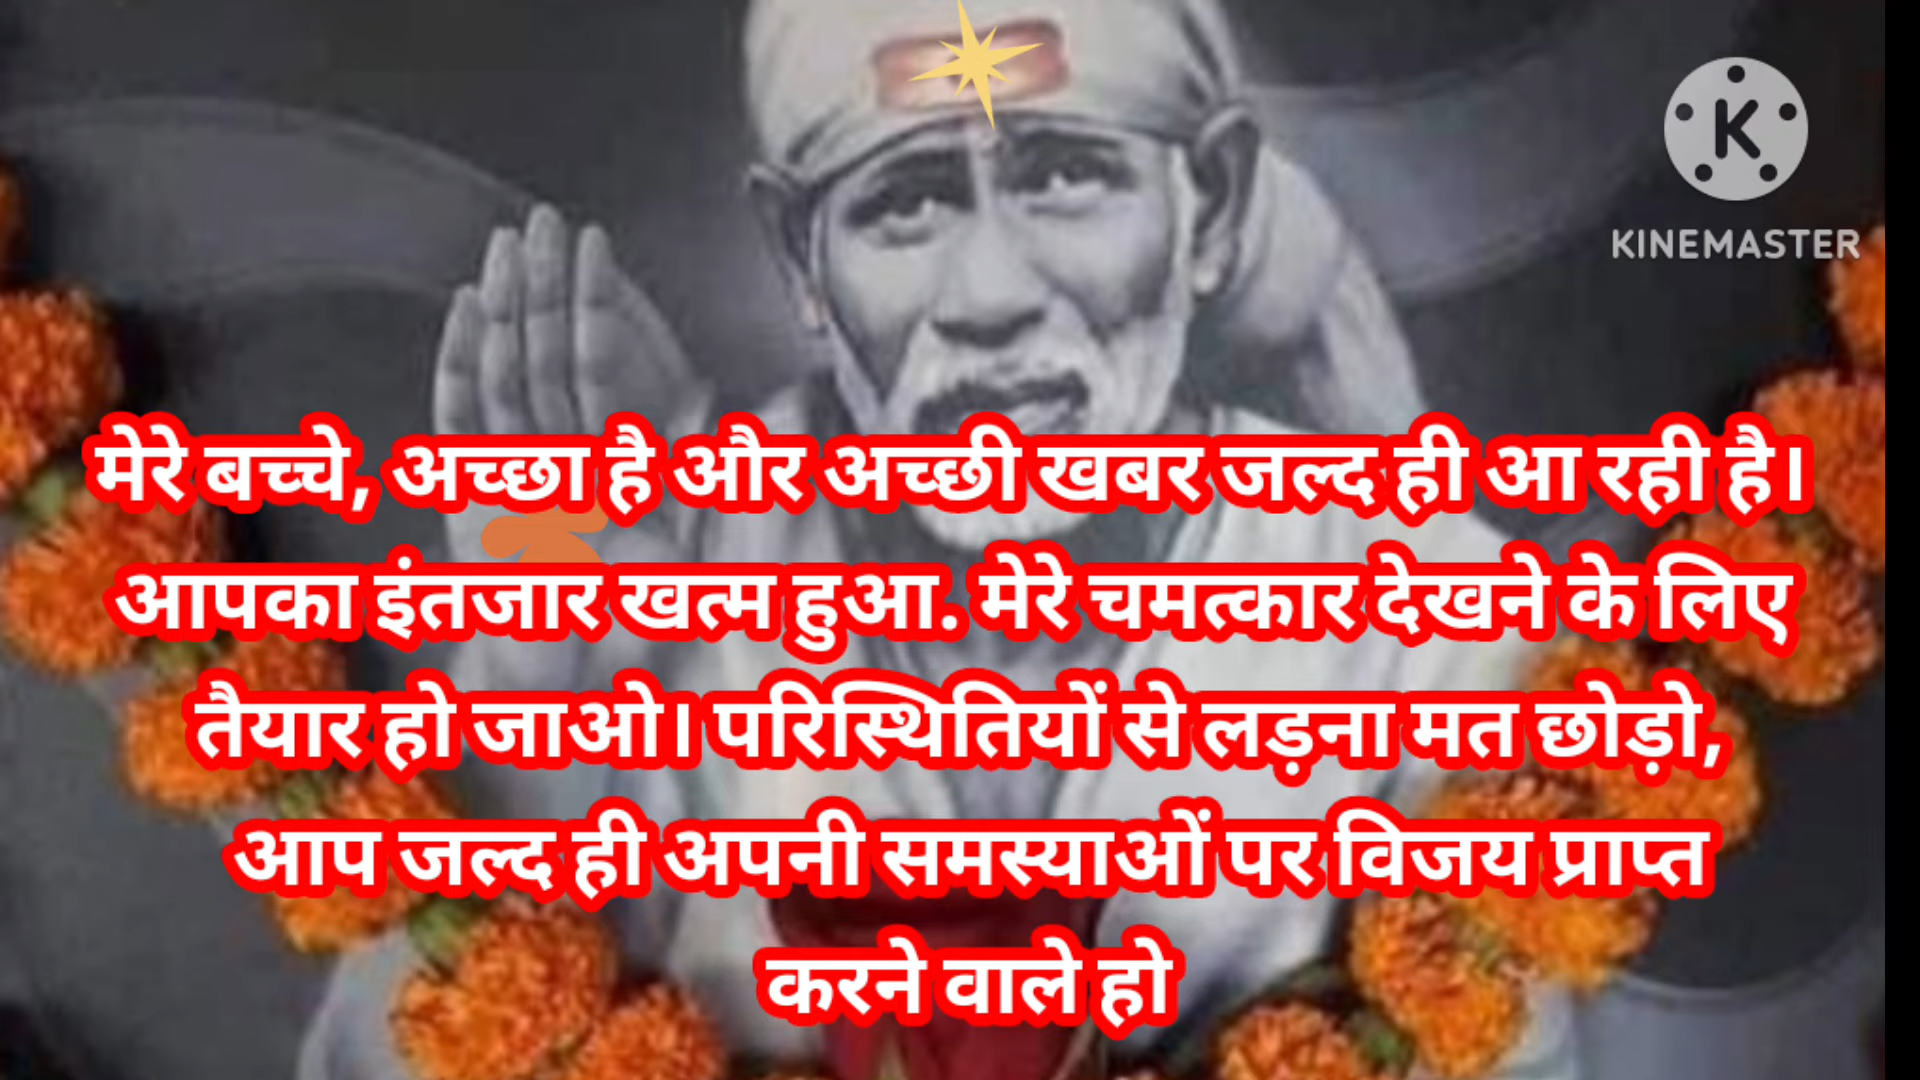 KINEMASTER
मेरे बच्चे, अच्छा है और अच्छी खबर जल्द ही आ रही है।
आपका इंतजार खत्म हुआ. मेरे चमत्कार देखने के लिए
तैयार हो जाओ। परिस्थितियों से लड़ना मत छोड़ो,
आप जल्द ही अपनी समस्याओं पर विजय प्राप्त
करने वाले हो